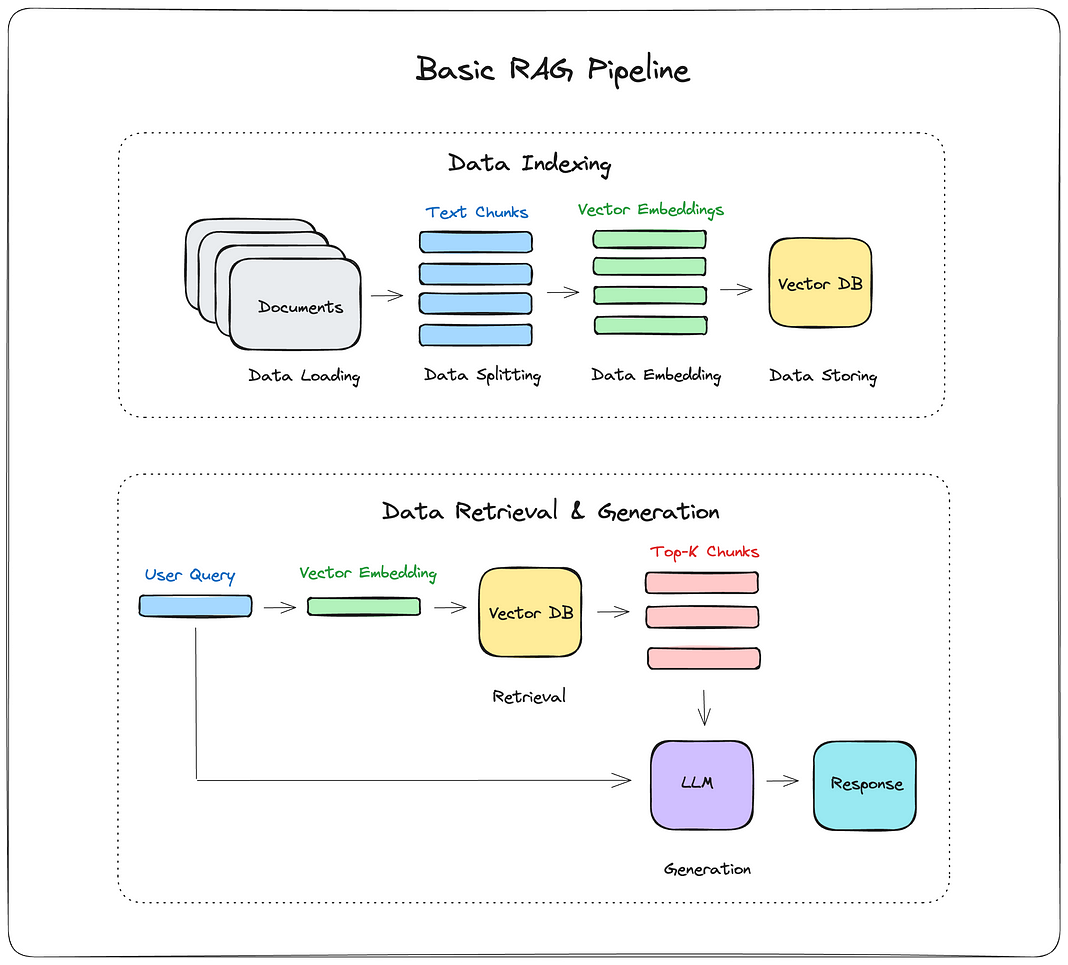 Basic RAG Pipeline
Data Indexing
Text Chunks
Vector Embeddings
Documents
Vector DB
Data Loading
Data Splitting
Data Embedding
Data Storing
Data Retrieval & Generation
Top-K Chunks
User Query
Vector Embedding
Vector DB
Retrieval
LLM
Response
Generation